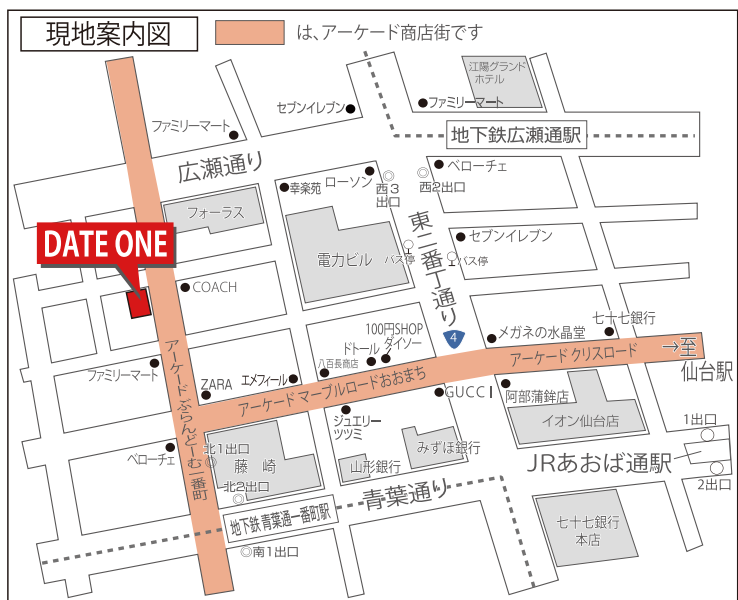 現地案内図
は、アーケード商店街です
江陽グランド
ホテル
セブンイレブン
ファミリーマート
ファミリーマート
地下鉄広瀬通駅
広瀬通り
ベローチェ
幸楽苑
ローソン
西3
出口
西2出口
フォーラス
東二番丁通り
セブンイレブン
DATE ONE
電力ビル
バス停
バス停
COACH
4
100円SHOP
ダイソー
ドトール
メガネの水晶堂
七十七銀行
アーケード クリスロード
→至
仙台駅
八百長商店
ファミリーマート
ZARA
エメフィール
アーケード マーブルロードおおまち
GUCCI
阿部蒲鉾店
アーケード ぶらんどーむ一番町
ジュエリー
ツツミ
イオン仙台店
1出口
ベローチェ
北1出口
藤崎
みずほ銀行
山形銀行
JRあおば通駅
2出口
北2出口
青葉通り
地下鉄 青葉通一番町駅
七十七銀行
本店
南1出口